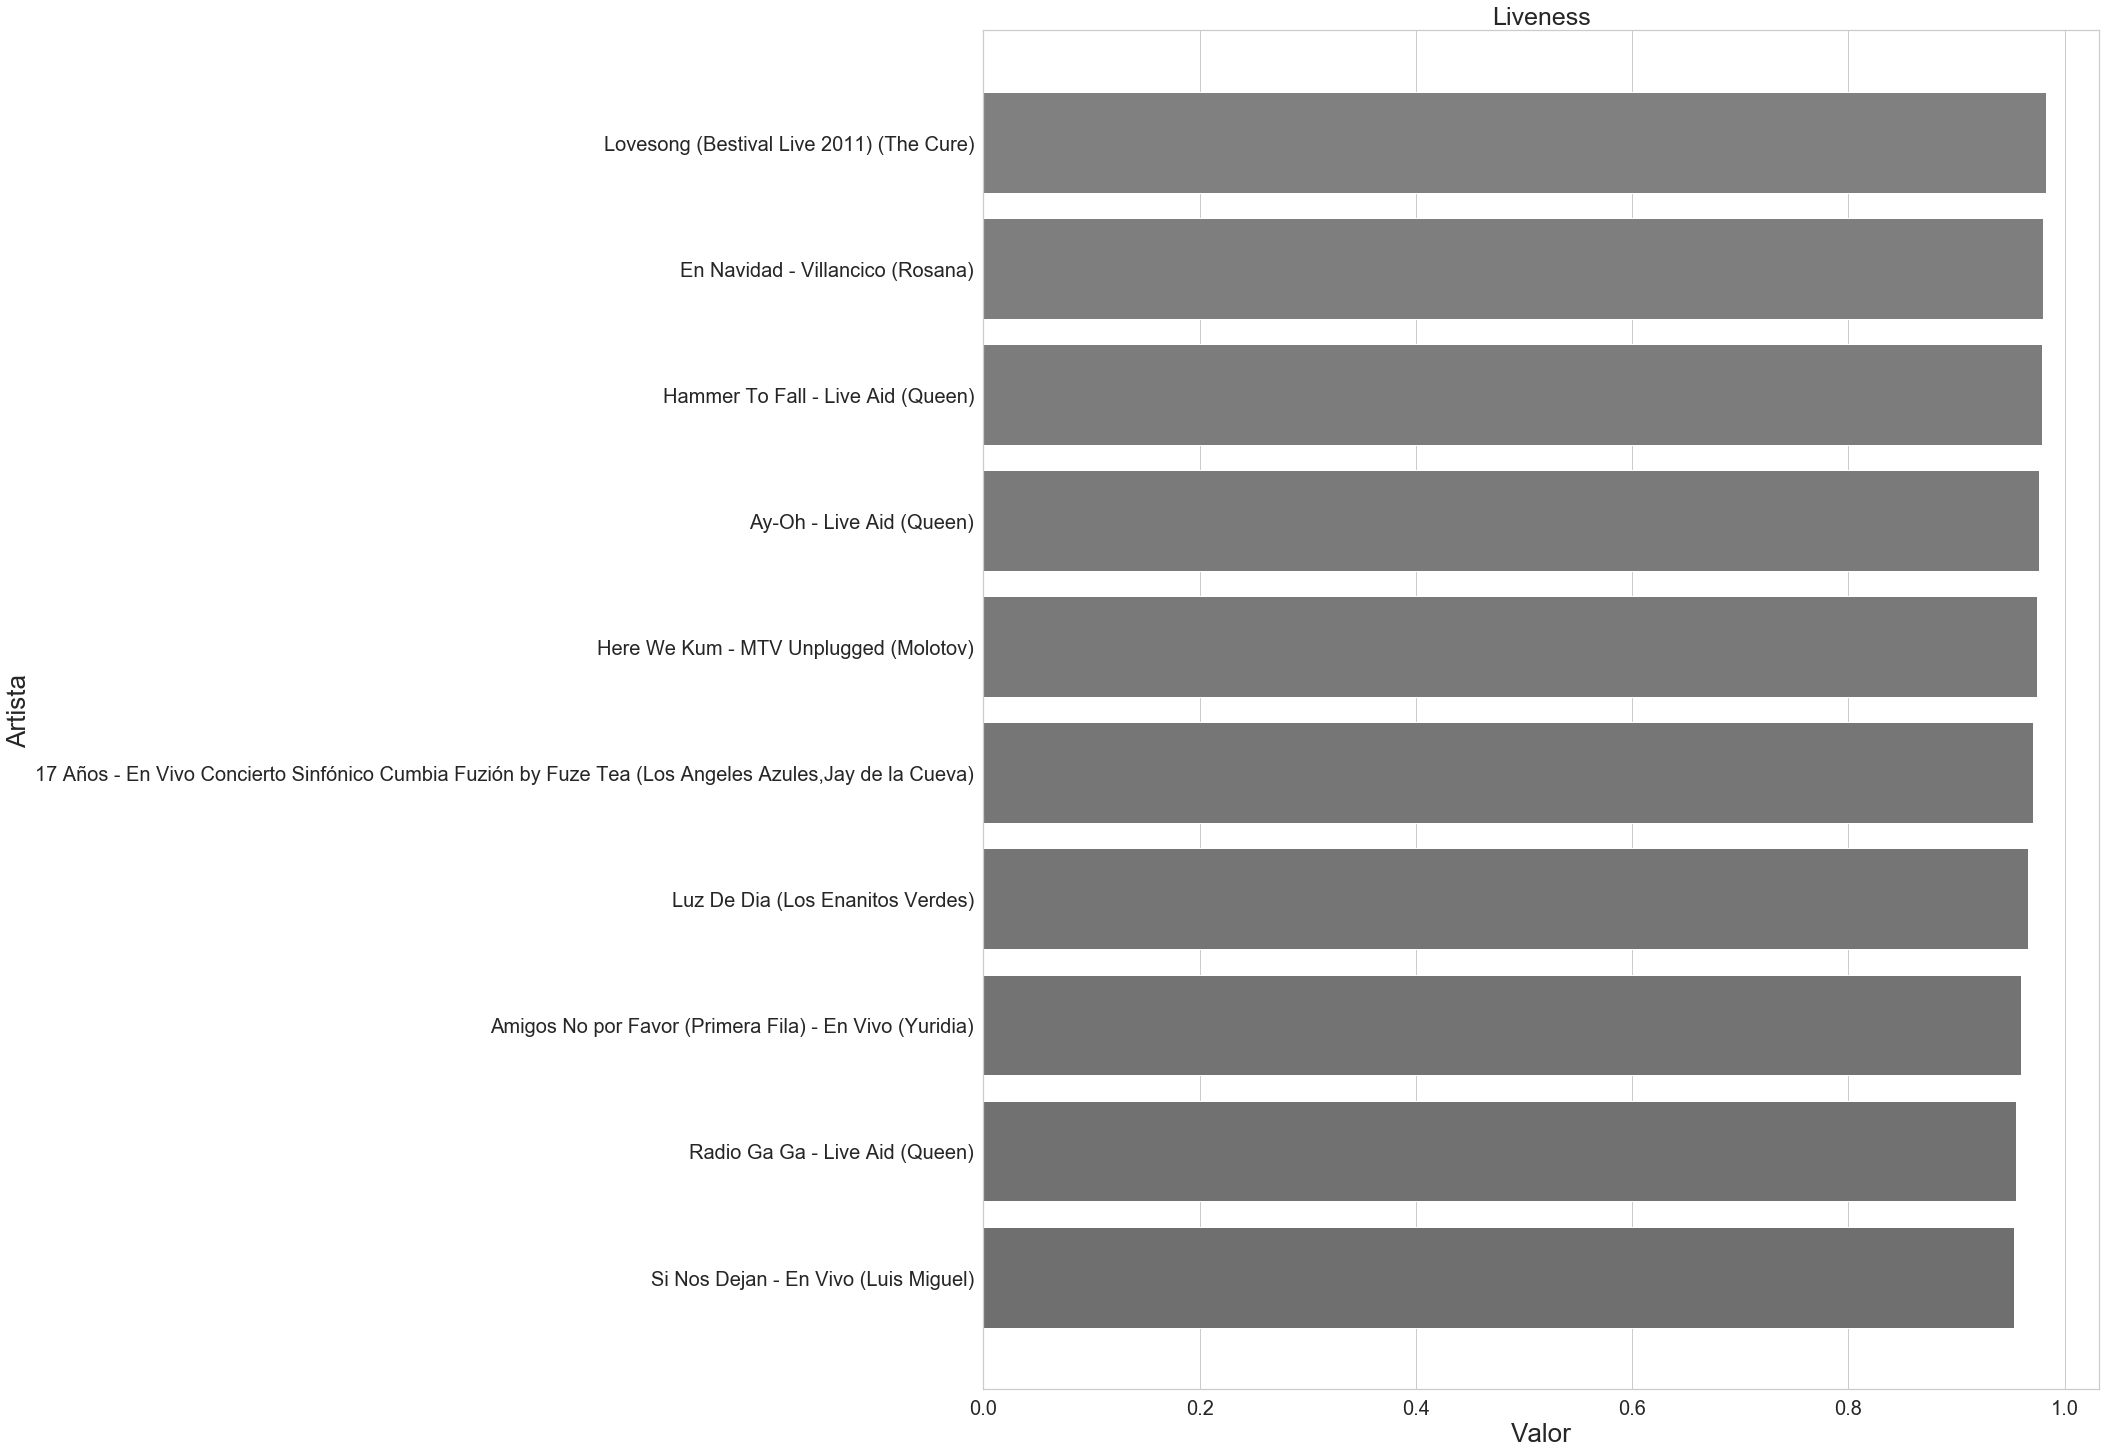 Liveness
Lovesong (Bestival Live 2011) (The Cure)
En Navidad - Villancico (Rosana)
Hammer To Fall - Live Aid (Queen)
Ay-Oh - Live Aid (Queen)
Here We Kum - MTV Unplugged (Molotov)
Artista
17 Años - En Vivo Concierto Sinfónico Cumbia Fuzión by Fuze Tea (Los Angeles Azules,Jay de la Cueva)
Luz De Dia (Los Enanitos Verdes)
Amigos No por Favor (Primera Fila) - En Vivo (Yuridia)
Radio Ga Ga - Live Aid (Queen)
Si Nos Dejan - En Vivo (Luis Miguel)
0.0 0.2 0.4 0.6 0.8 1.0
Valor